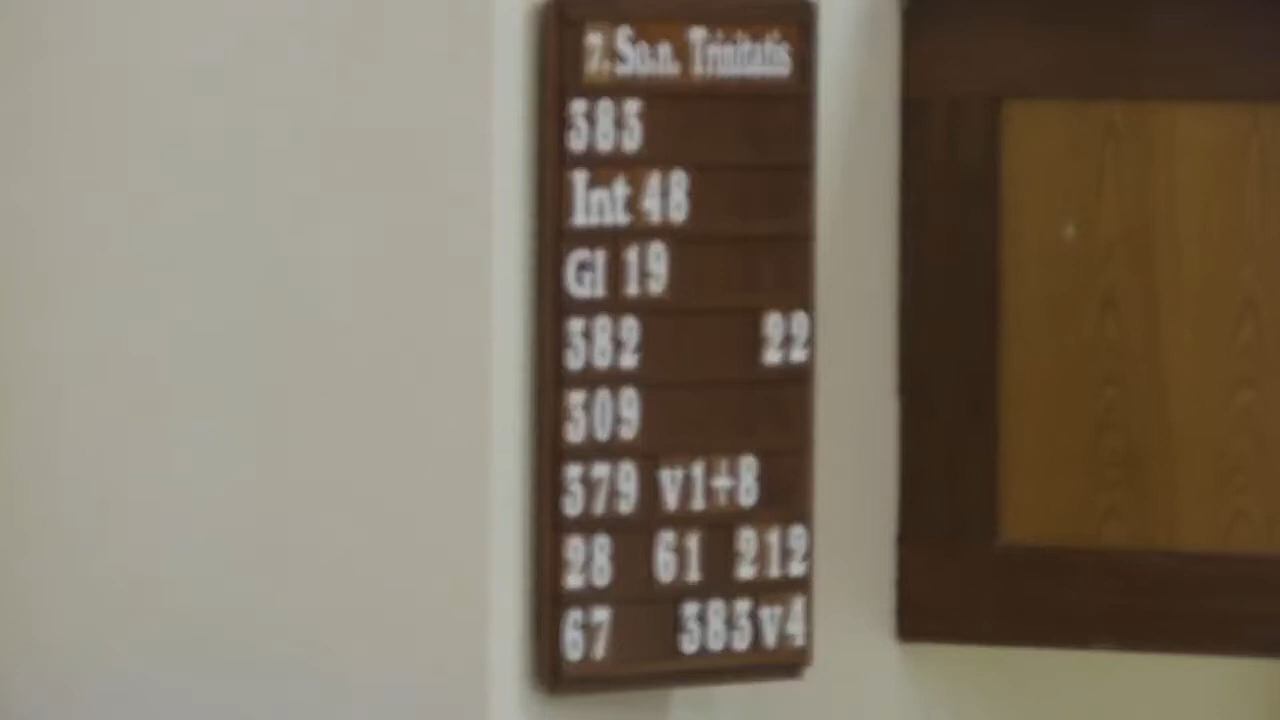 7. So.n. Trinitatis
383
Int 48
Gl 19
382 22
309
379 v1+8
28 61 212
67 383v4